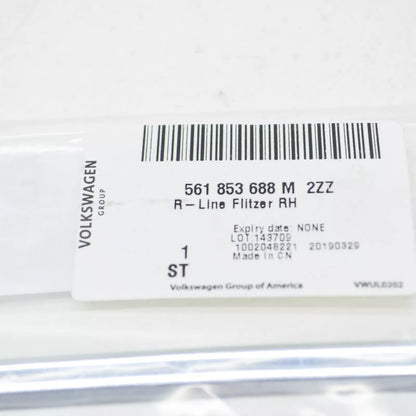 VOLKSWAGEN
GROUP
561 853 688 M 2ZZ
R-Line Flitzer RH
Expiry date: NONE
LOT 143709
1002048221 20190329
Made in CN
1
ST
Volkswagen Group of America
VWUL0202